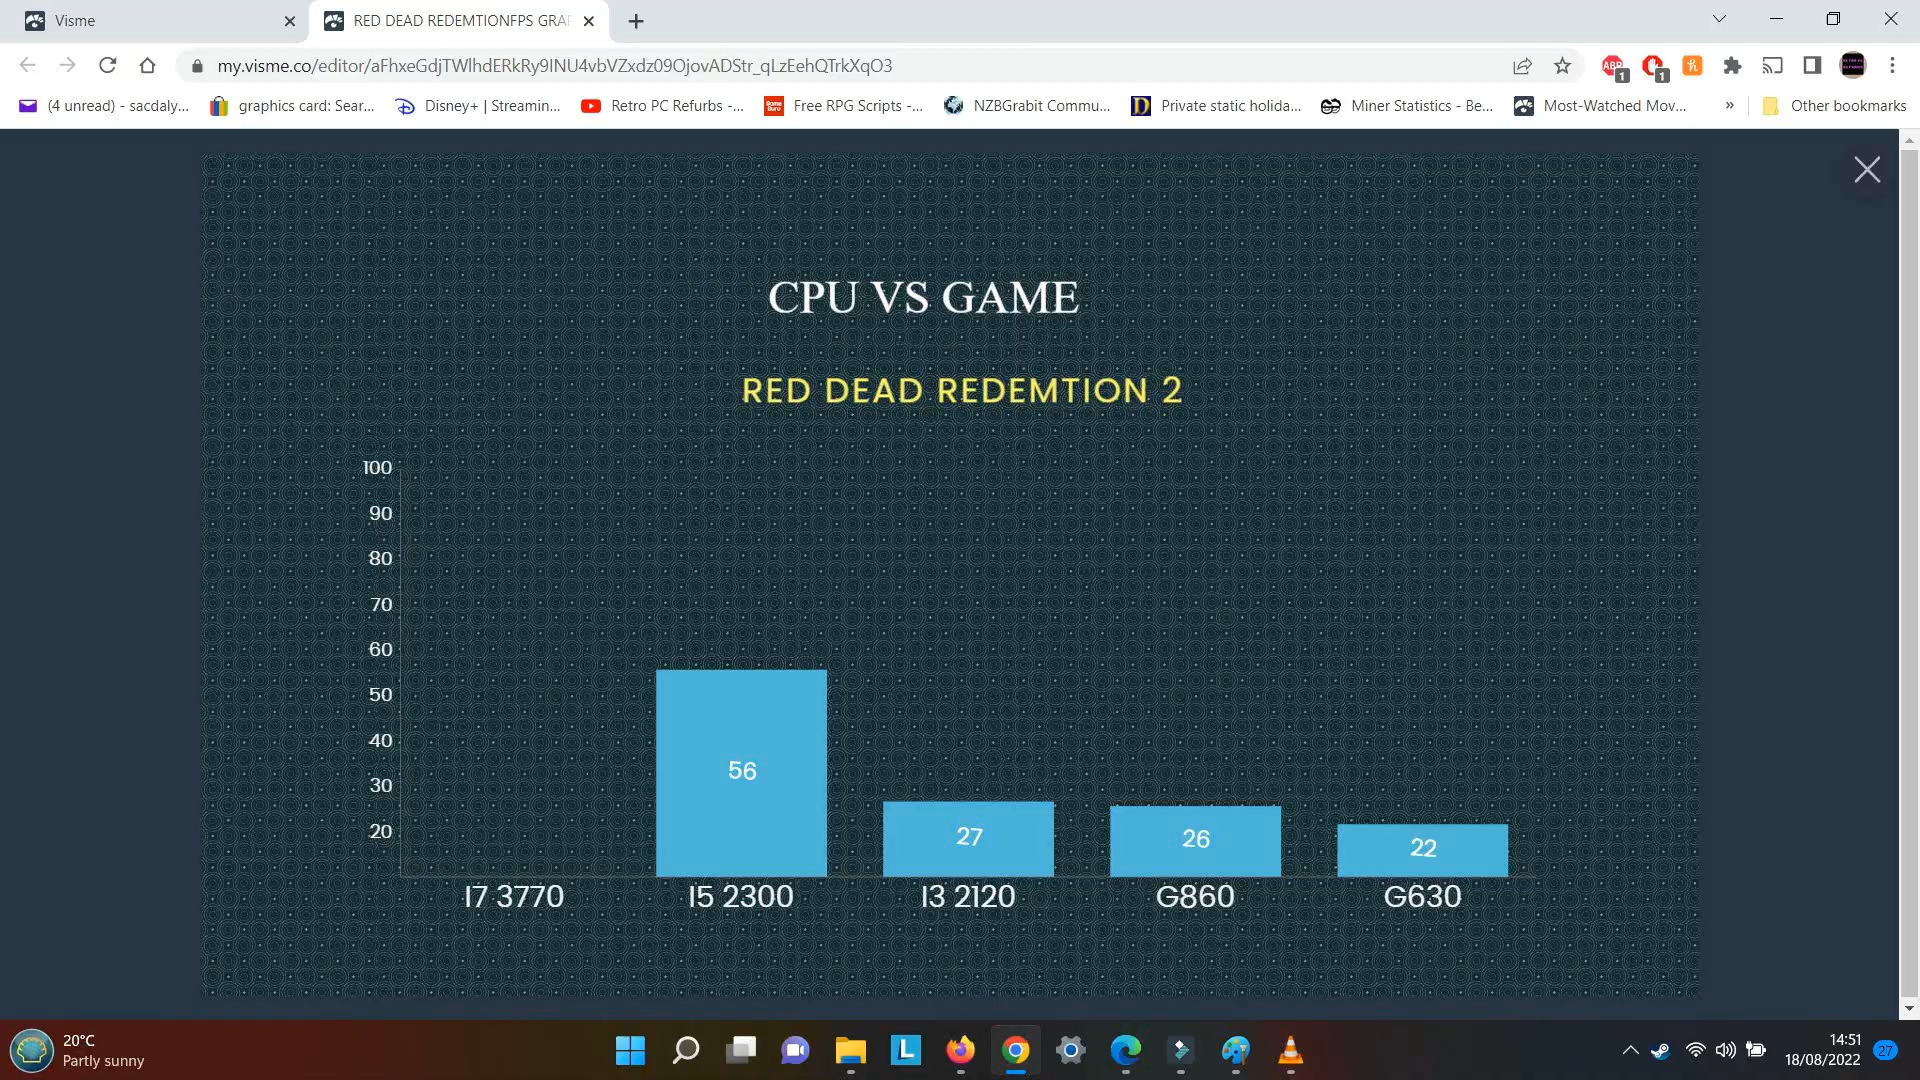 Visme
RED DEAD REDEMTIONFPS GRA
my.visme.co/editor/aFhxeGdjTWlhdERkRy9INU4vbVZxdz09OjovADStr_qLzEehQTrkXqO3
ABP 1 1
(4 unread) - sacdaly...
graphics card: Sear...
Disney+ | Streamin...
Retro PC Refurbs -...
Free RPG Scripts -...
NZBGrabit Commu...
Private static holida...
Miner Statistics - Be...
Most-Watched Mov...
»
Other bookmarks
CPU VS GAME
RED DEAD REDEMTION 2
100
90
80
70
60
50
40
30
20
56
27
26
22
I7 3770
I5 2300
I3 2120
G860
G630
20°C
Partly sunny
14:51
18/08/2022
27